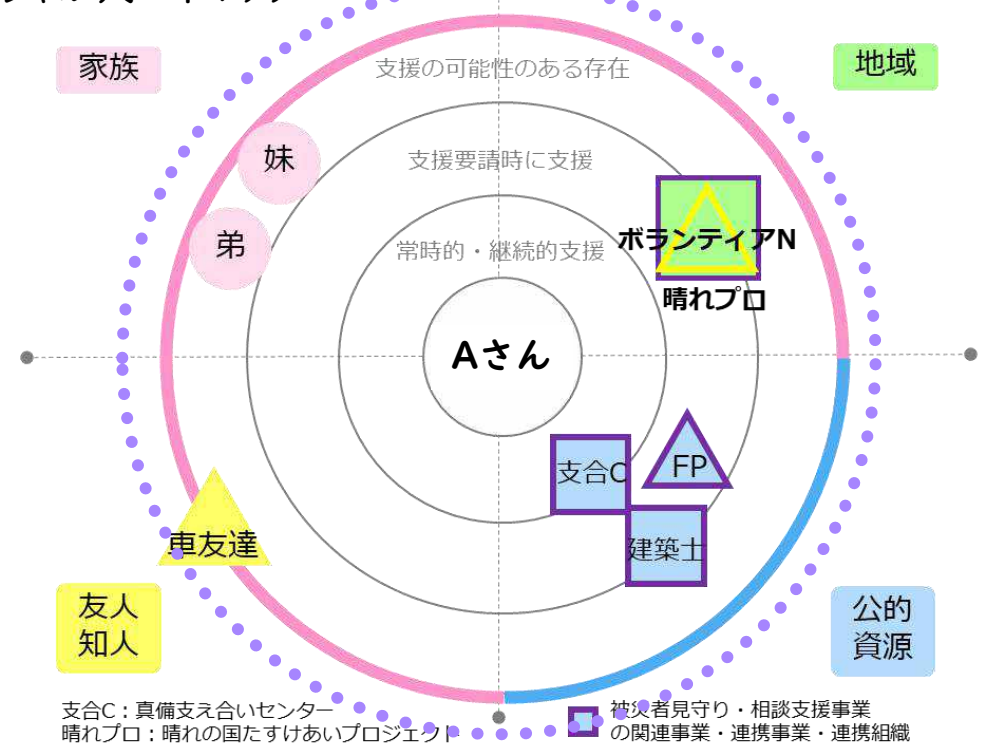 家族
地域
支援の可能性のある存在
妹
支援要請時に支援
弟
常時的・継続的支援
ボランティアN
晴れプロ
Aさん
支合C
FP
建築士
車友達
友人
知人
公的
資源
支合C：真備支え合いセンター
晴れプロ：晴れの国たすけあいプロジェクト
被災者見守り・相談支援事業
の関連事業・連携事業・連携組織